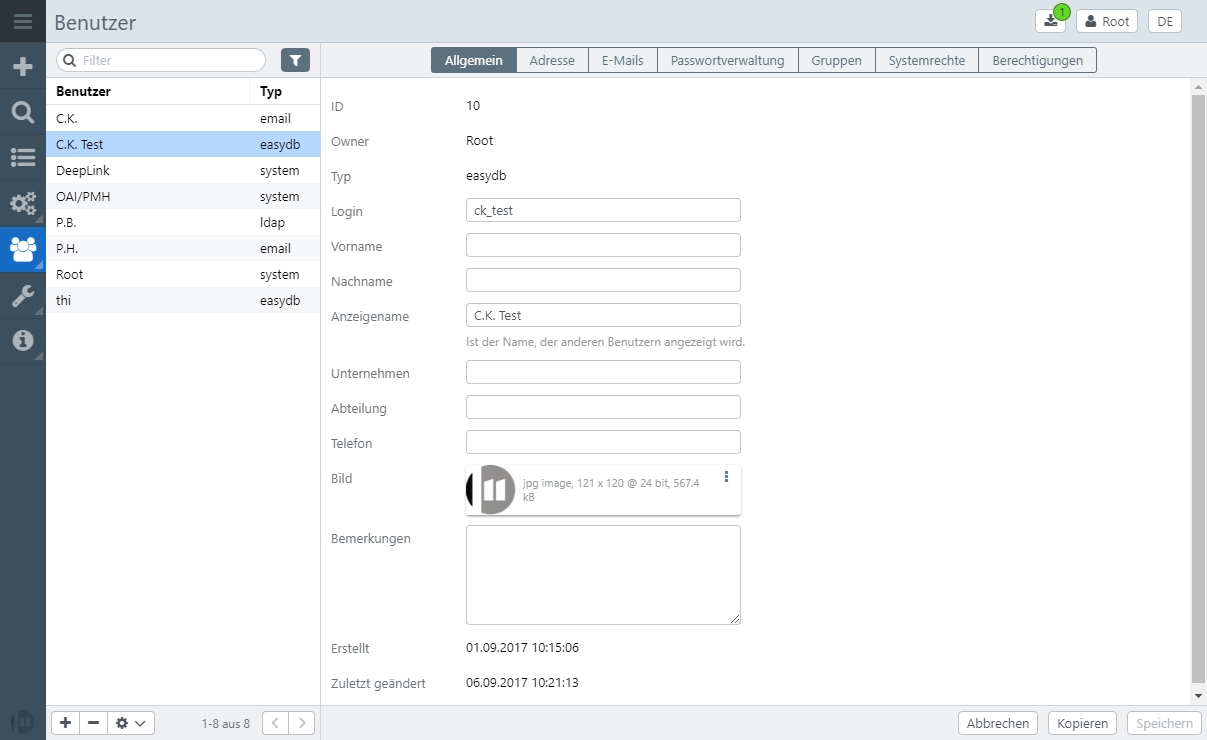 Benutzer
1
Root
DE
Filter
Allgemein Adresse E-Mails Passwortverwaltung Gruppen Systemrechte Berechtigungen
Benutzer Typ
C.K. email
C.K. Test easydb
DeepLink system
OAI/PMH system
P.B. ldap
P.H. email
Root system
thi easydb
ID 10
Owner Root
Typ easydb
Login ck_test
Vorname
Nachname
Anzeigename C.K. Test
Ist der Name, der anderen Benutzern angezeigt wird.
Unternehmen
Abteilung
Telefon
Bild jpg image, 121 x 120 @ 24 bit, 567.4
kB
Bemerkungen
Erstellt 01.09.2017 10:15:06
Zuletzt geändert 06.09.2017 10:21:13
1-8 aus 8
Abbrechen Kopieren Speichern